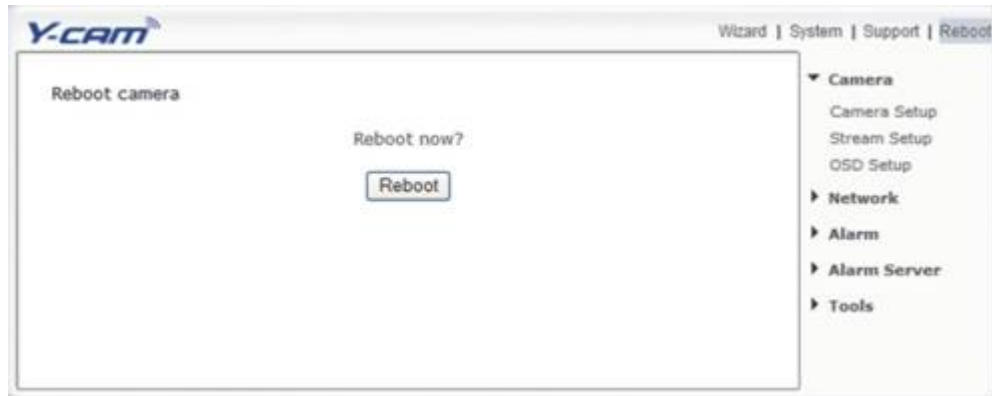 Y-cam
Wizard | System | Support | Reboot
Reboot camera
Reboot now?
Reboot
Camera
Camera Setup
Stream Setup
OSD Setup
Network
Alarm
Alarm Server
Tools